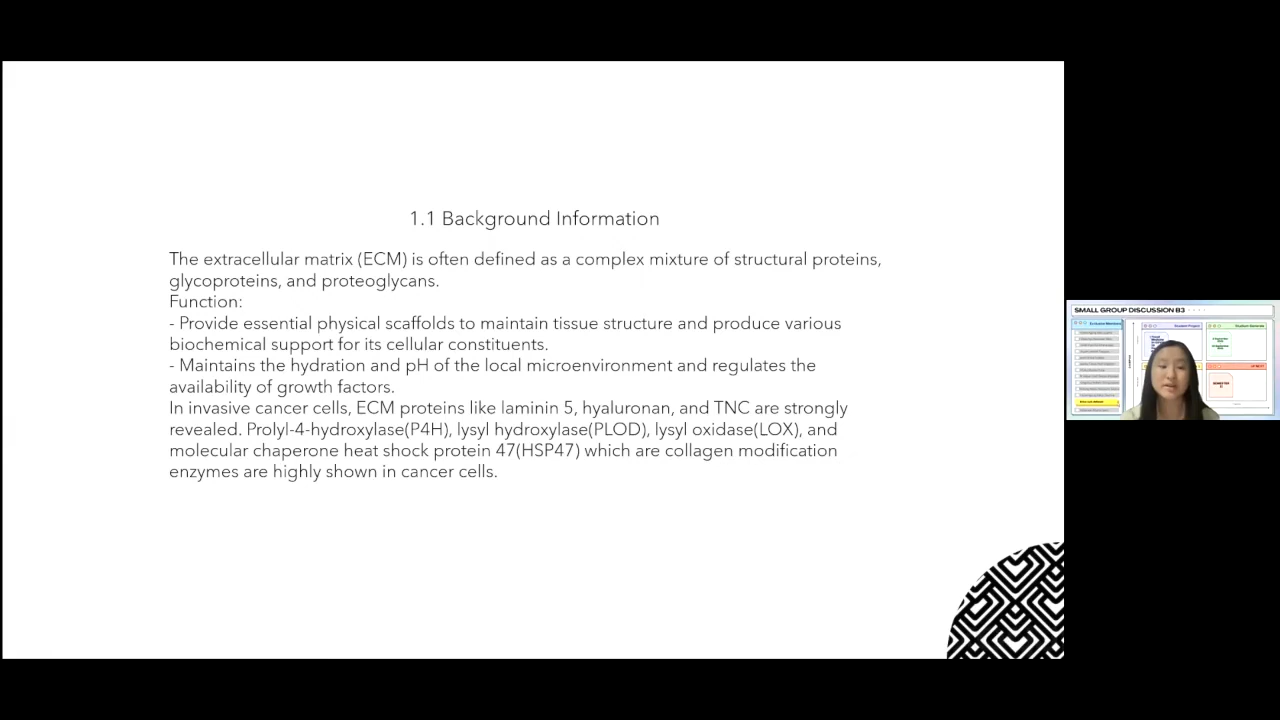 1.1 Background Information
The extracellular matrix (ECM) is often defined as a complex mixture of structural proteins,
glycoproteins, and proteoglycans.
Function:
- Provide essential physical scaffolds to maintain tissue structure and produce various
biochemical support for its cellular constituents.
- Maintains the hydration and pH of the local microenvironment and regulates the
availability of growth factors.
In invasive cancer cells, ECM proteins like laminin 5, hyaluronan, and TNC are strongly
revealed. Prolyl-4-hydroxylase(P4H), lysyl hydroxylase(PLOD), lysyl oxidase(LOX), and
molecular chaperone heat shock protein 47(HSP47) which are collagen modification
enzymes are highly shown in cancer cells.
SMALL GROUP DISCUSSION B3
Student Project